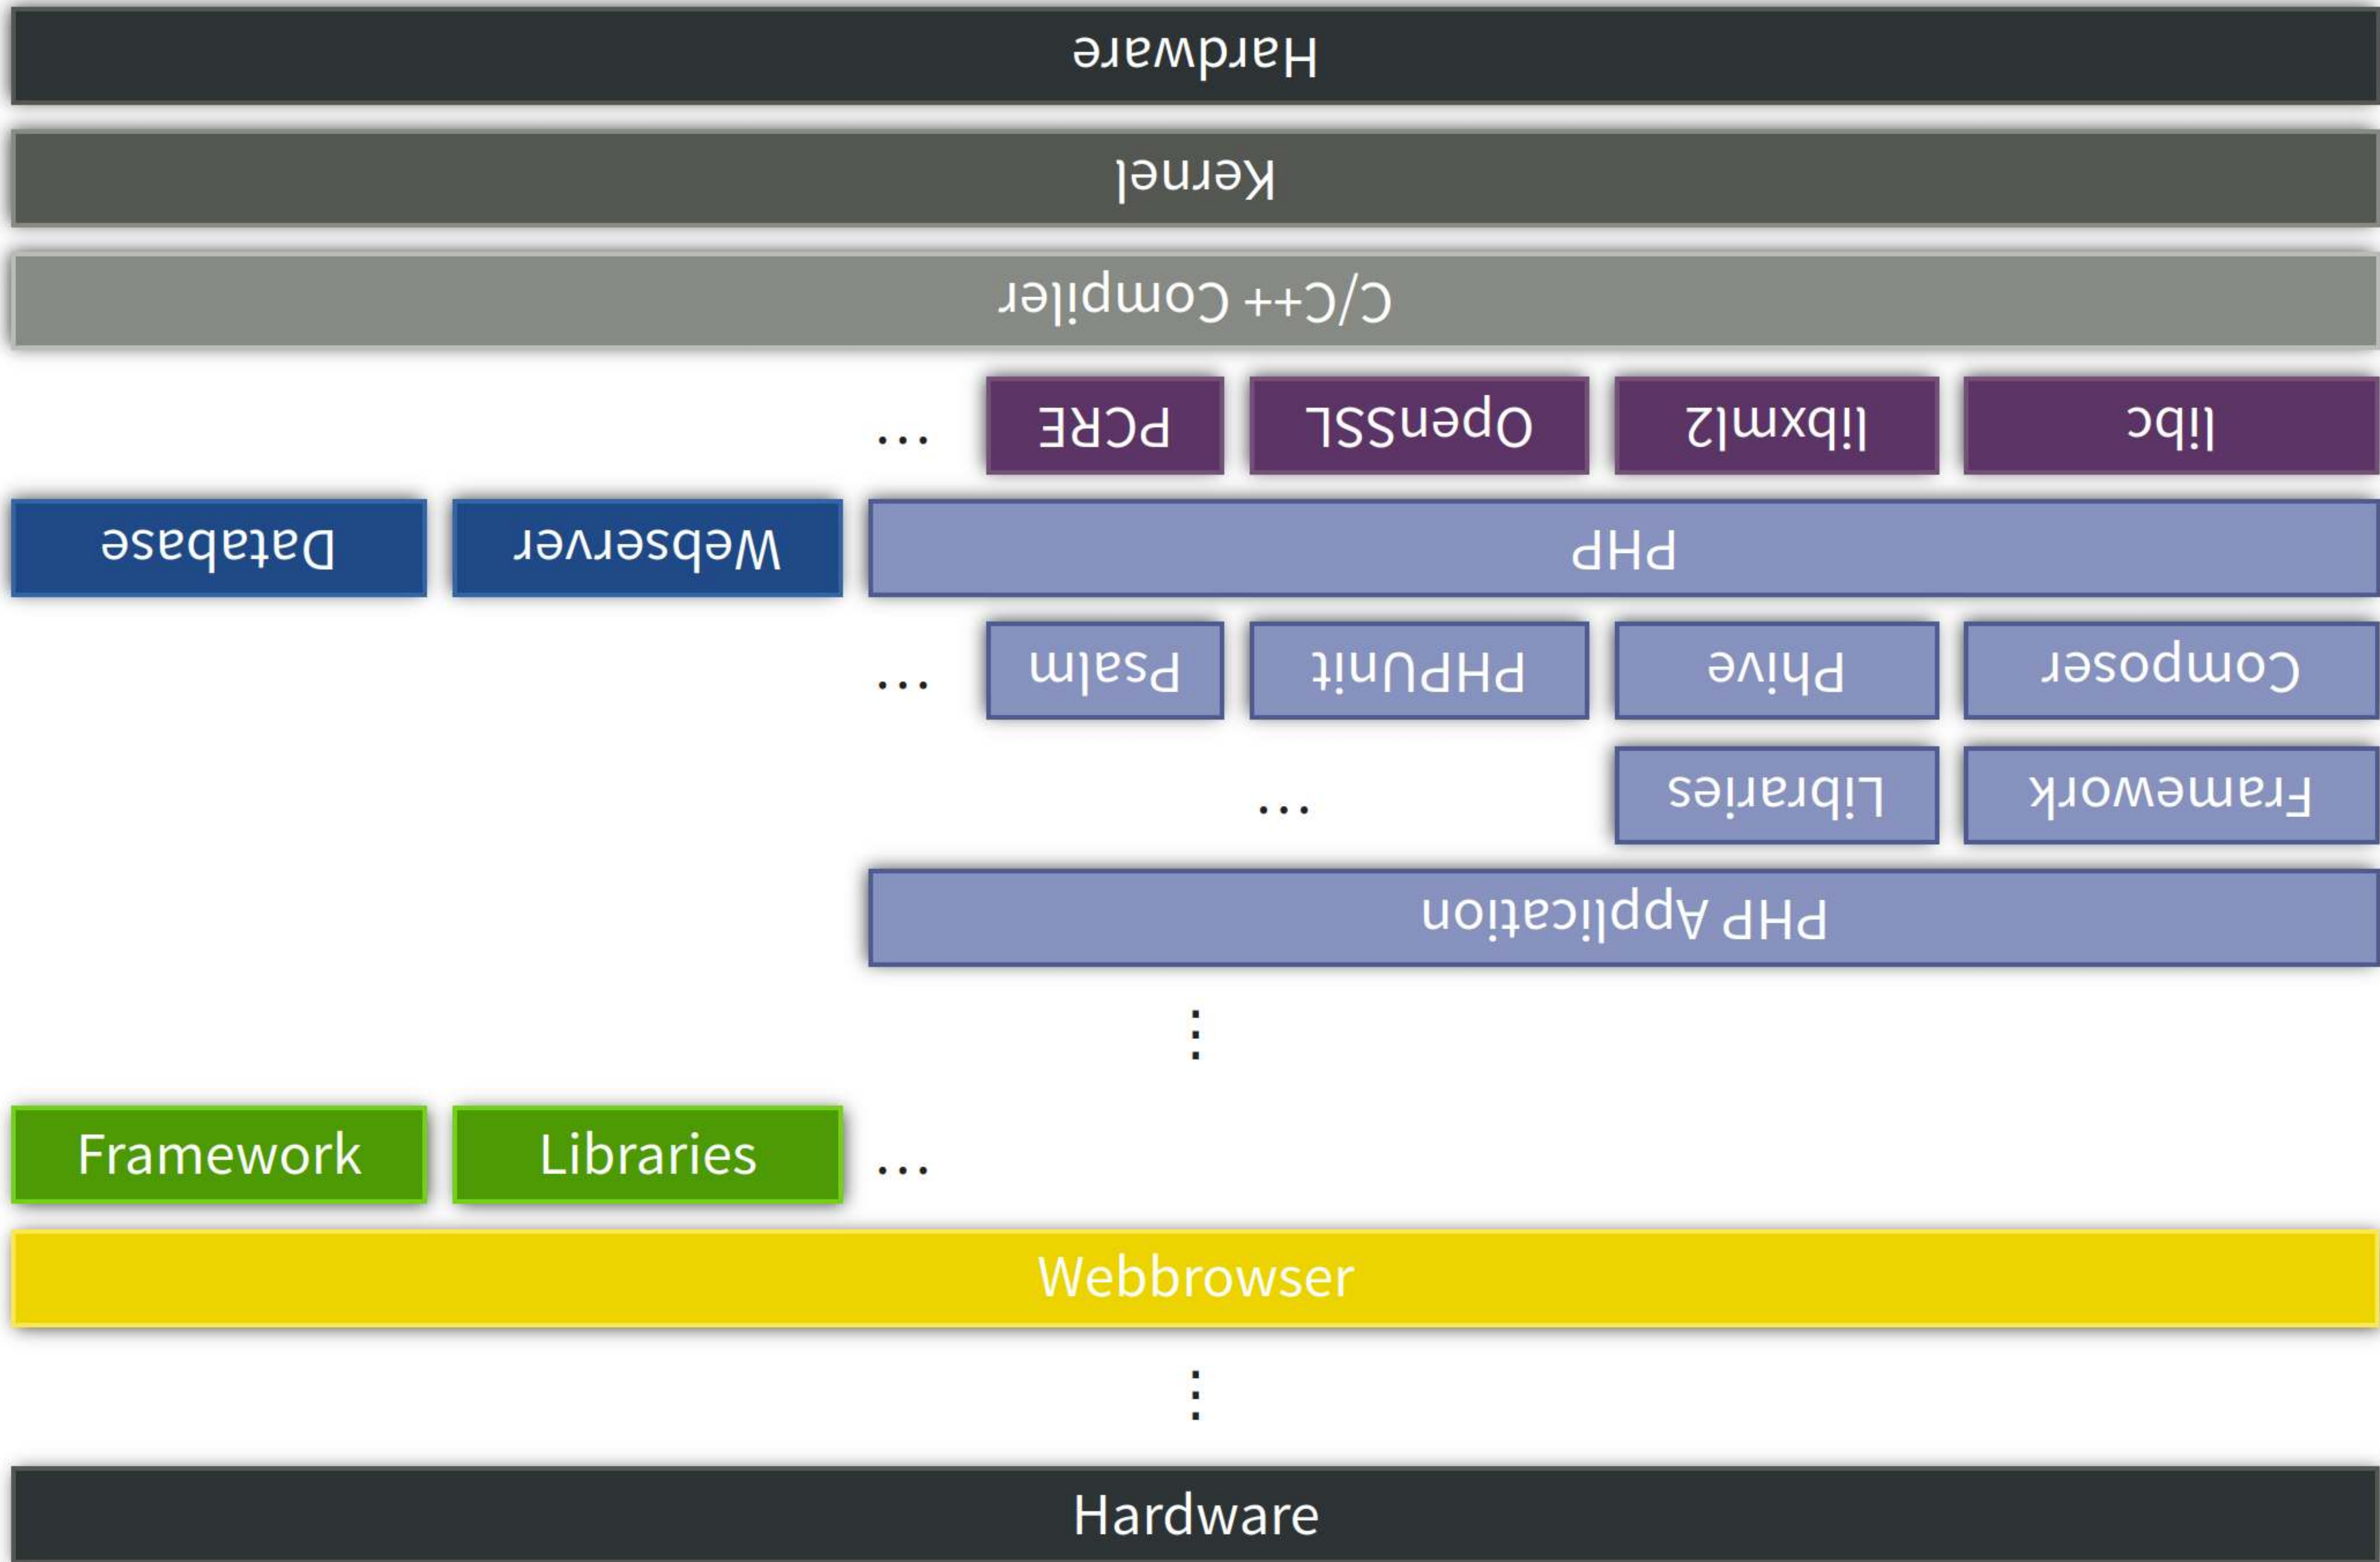 Hardware
Kernel
C/C++ Compiler
... PCRE OpenSSL libxml2 libc
Database Webserver PHP
... Psalm PHPUnit Phive Composer
... Libraries Framework
PHP Application
⋮
Framework Libraries ...
Webbrowser
⋮
Hardware